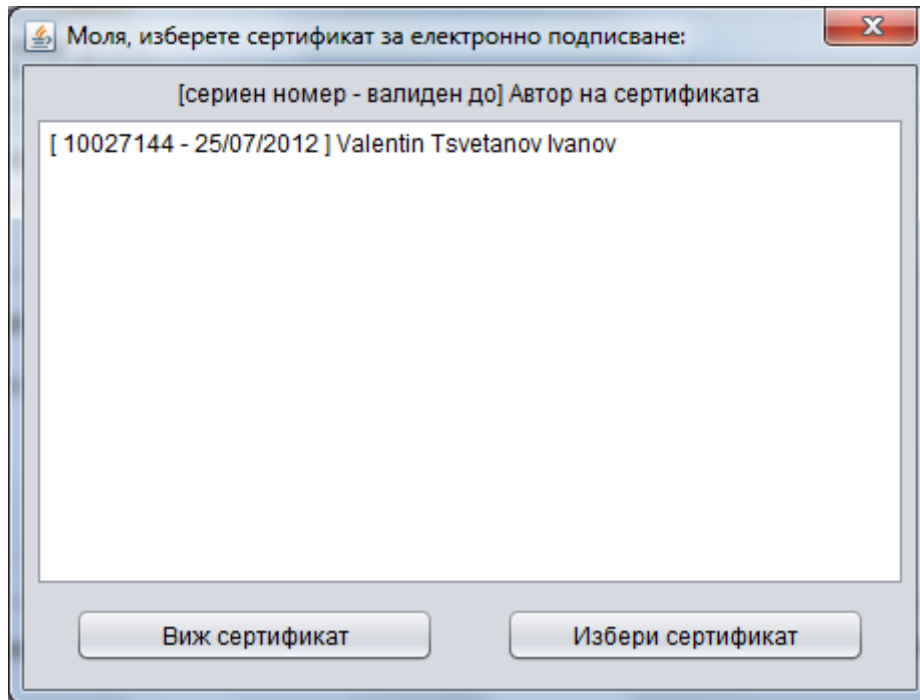 Моля, изберете сертификат за електронно подписване:
[сериен номер - валиден до] Автор на сертификата
[ 10027144 - 25/07/2012 ] Valentin Tsvetanov Ivanov
Виж сертификат
Избери сертификат